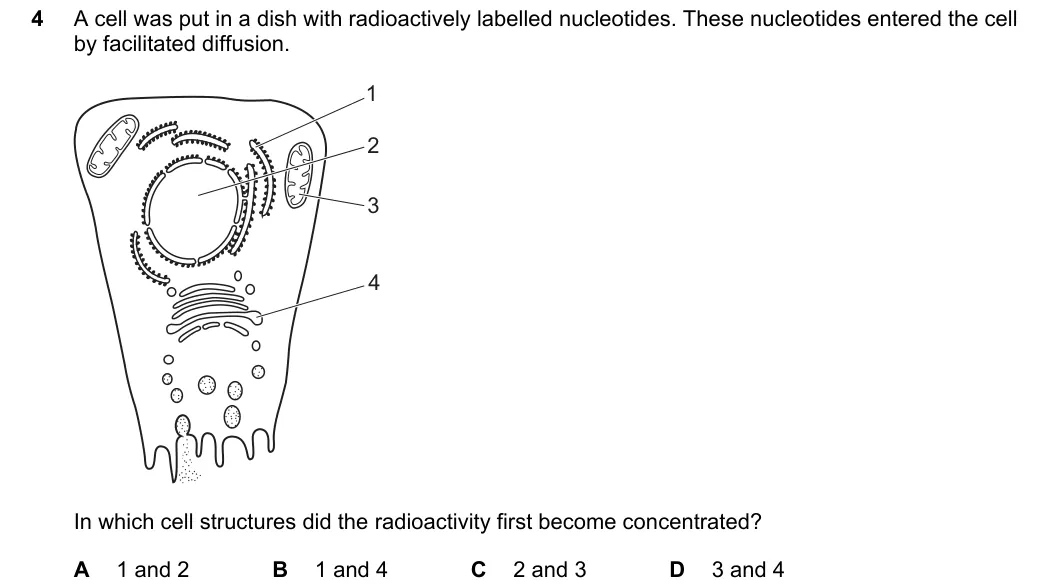 4 A cell was put in a dish with radioactively labelled nucleotides. These nucleotides entered the cell
by facilitated diffusion.
1
2
3
4
In which cell structures did the radioactivity first become concentrated?
A 1 and 2 B 1 and 4 C 2 and 3 D 3 and 4